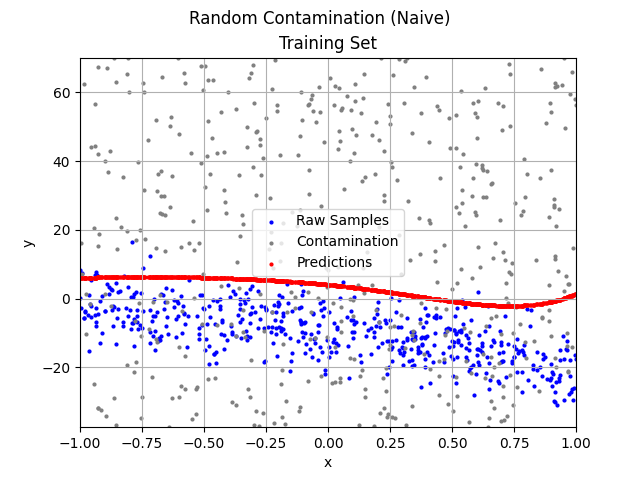 Random Contamination (Naive)
Training Set
60
40
20
0
−20
y
Raw Samples
Contamination
Predictions
−1.00 −0.75 −0.50 −0.25 0.00 0.25 0.50 0.75 1.00
x